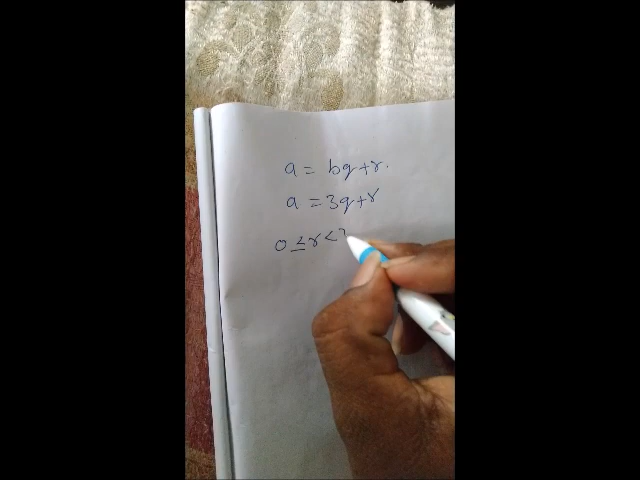 a = bq + r.
a = 3q + r
0 ≤ r <